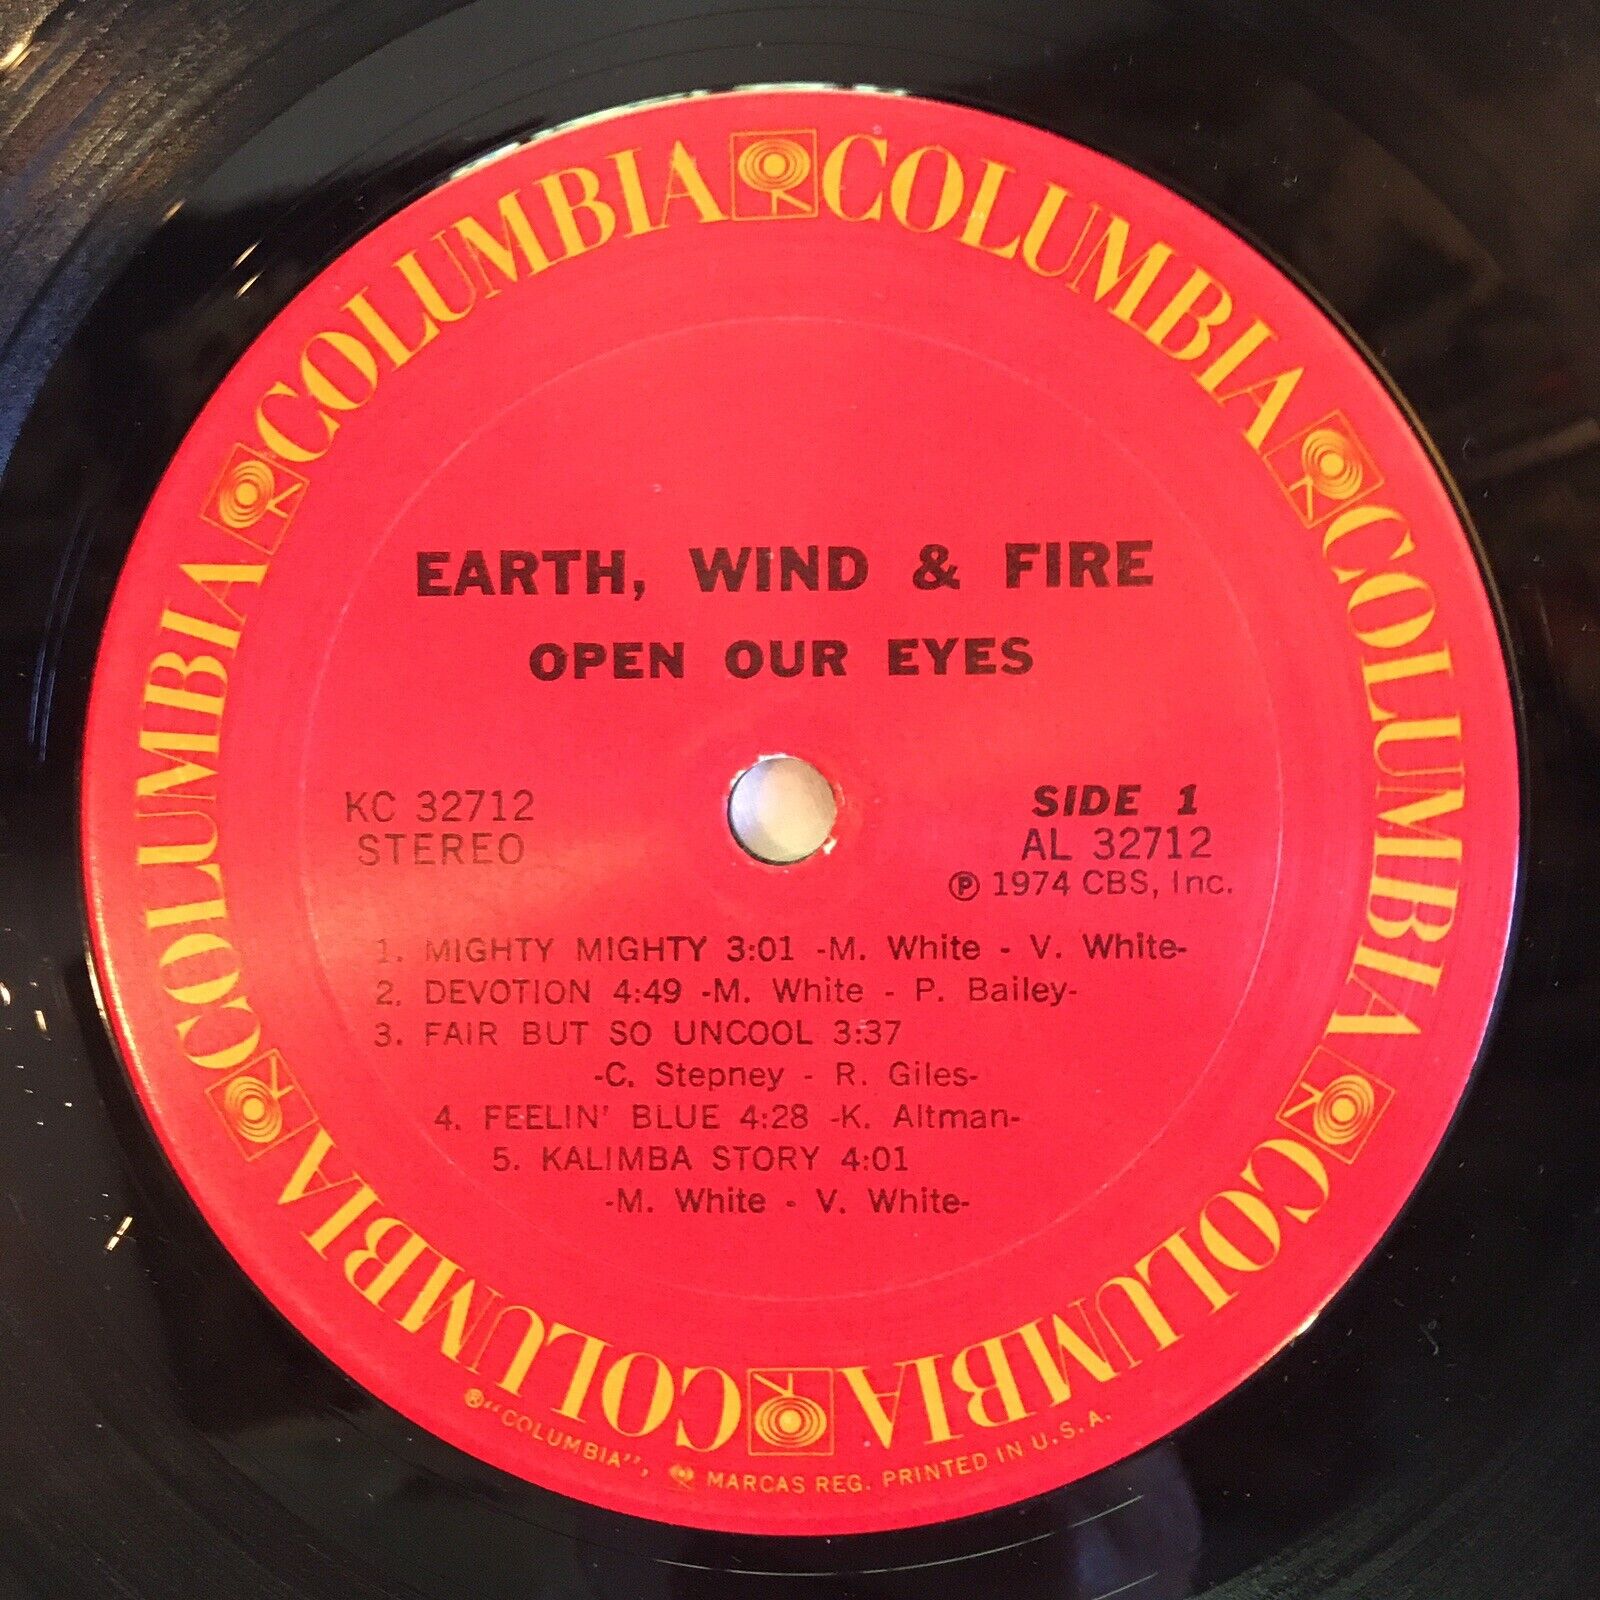 COLUMBIA COLUMBIA COLUMBIA COLUMBIA COLUMBIA COLUMBIA
EARTH, WIND & FIRE
OPEN OUR EYES
KC 32712
STEREO
SIDE 1
AL 32712
℗ 1974 CBS, Inc.
1. MIGHTY MIGHTY 3:01 -M. White - V. White-
2. DEVOTION 4:49 -M. White - P. Bailey-
3. FAIR BUT SO UNCOOL 3:37
-C. Stepney - R. Giles-
4. FEELIN' BLUE 4:28 -K. Altman-
5. KALIMBA STORY 4:01
-M. White - V. White-
®"COLUMBIA", MARCAS REG. PRINTED IN U.S.A.